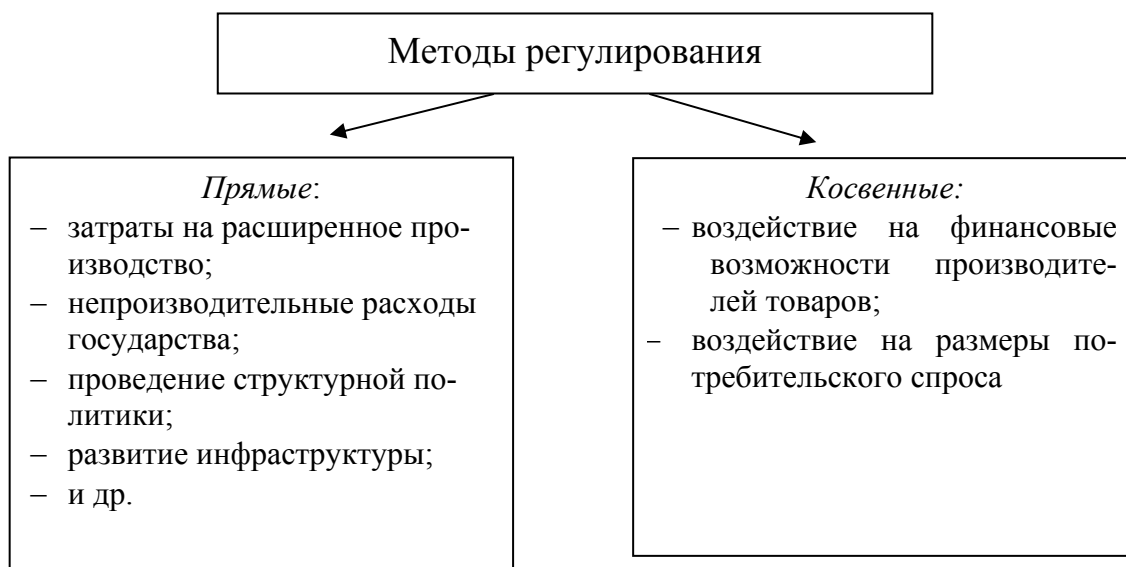 Методы регулирования
Прямые:
– затраты на расширенное про-
изводство;
– непроизводительные расходы
государства;
– проведение структурной по-
литики;
– развитие инфраструктуры;
– и др.
Косвенные:
– воздействие на финансовые
возможности производите-
лей товаров;
– воздействие на размеры по-
требительского спроса